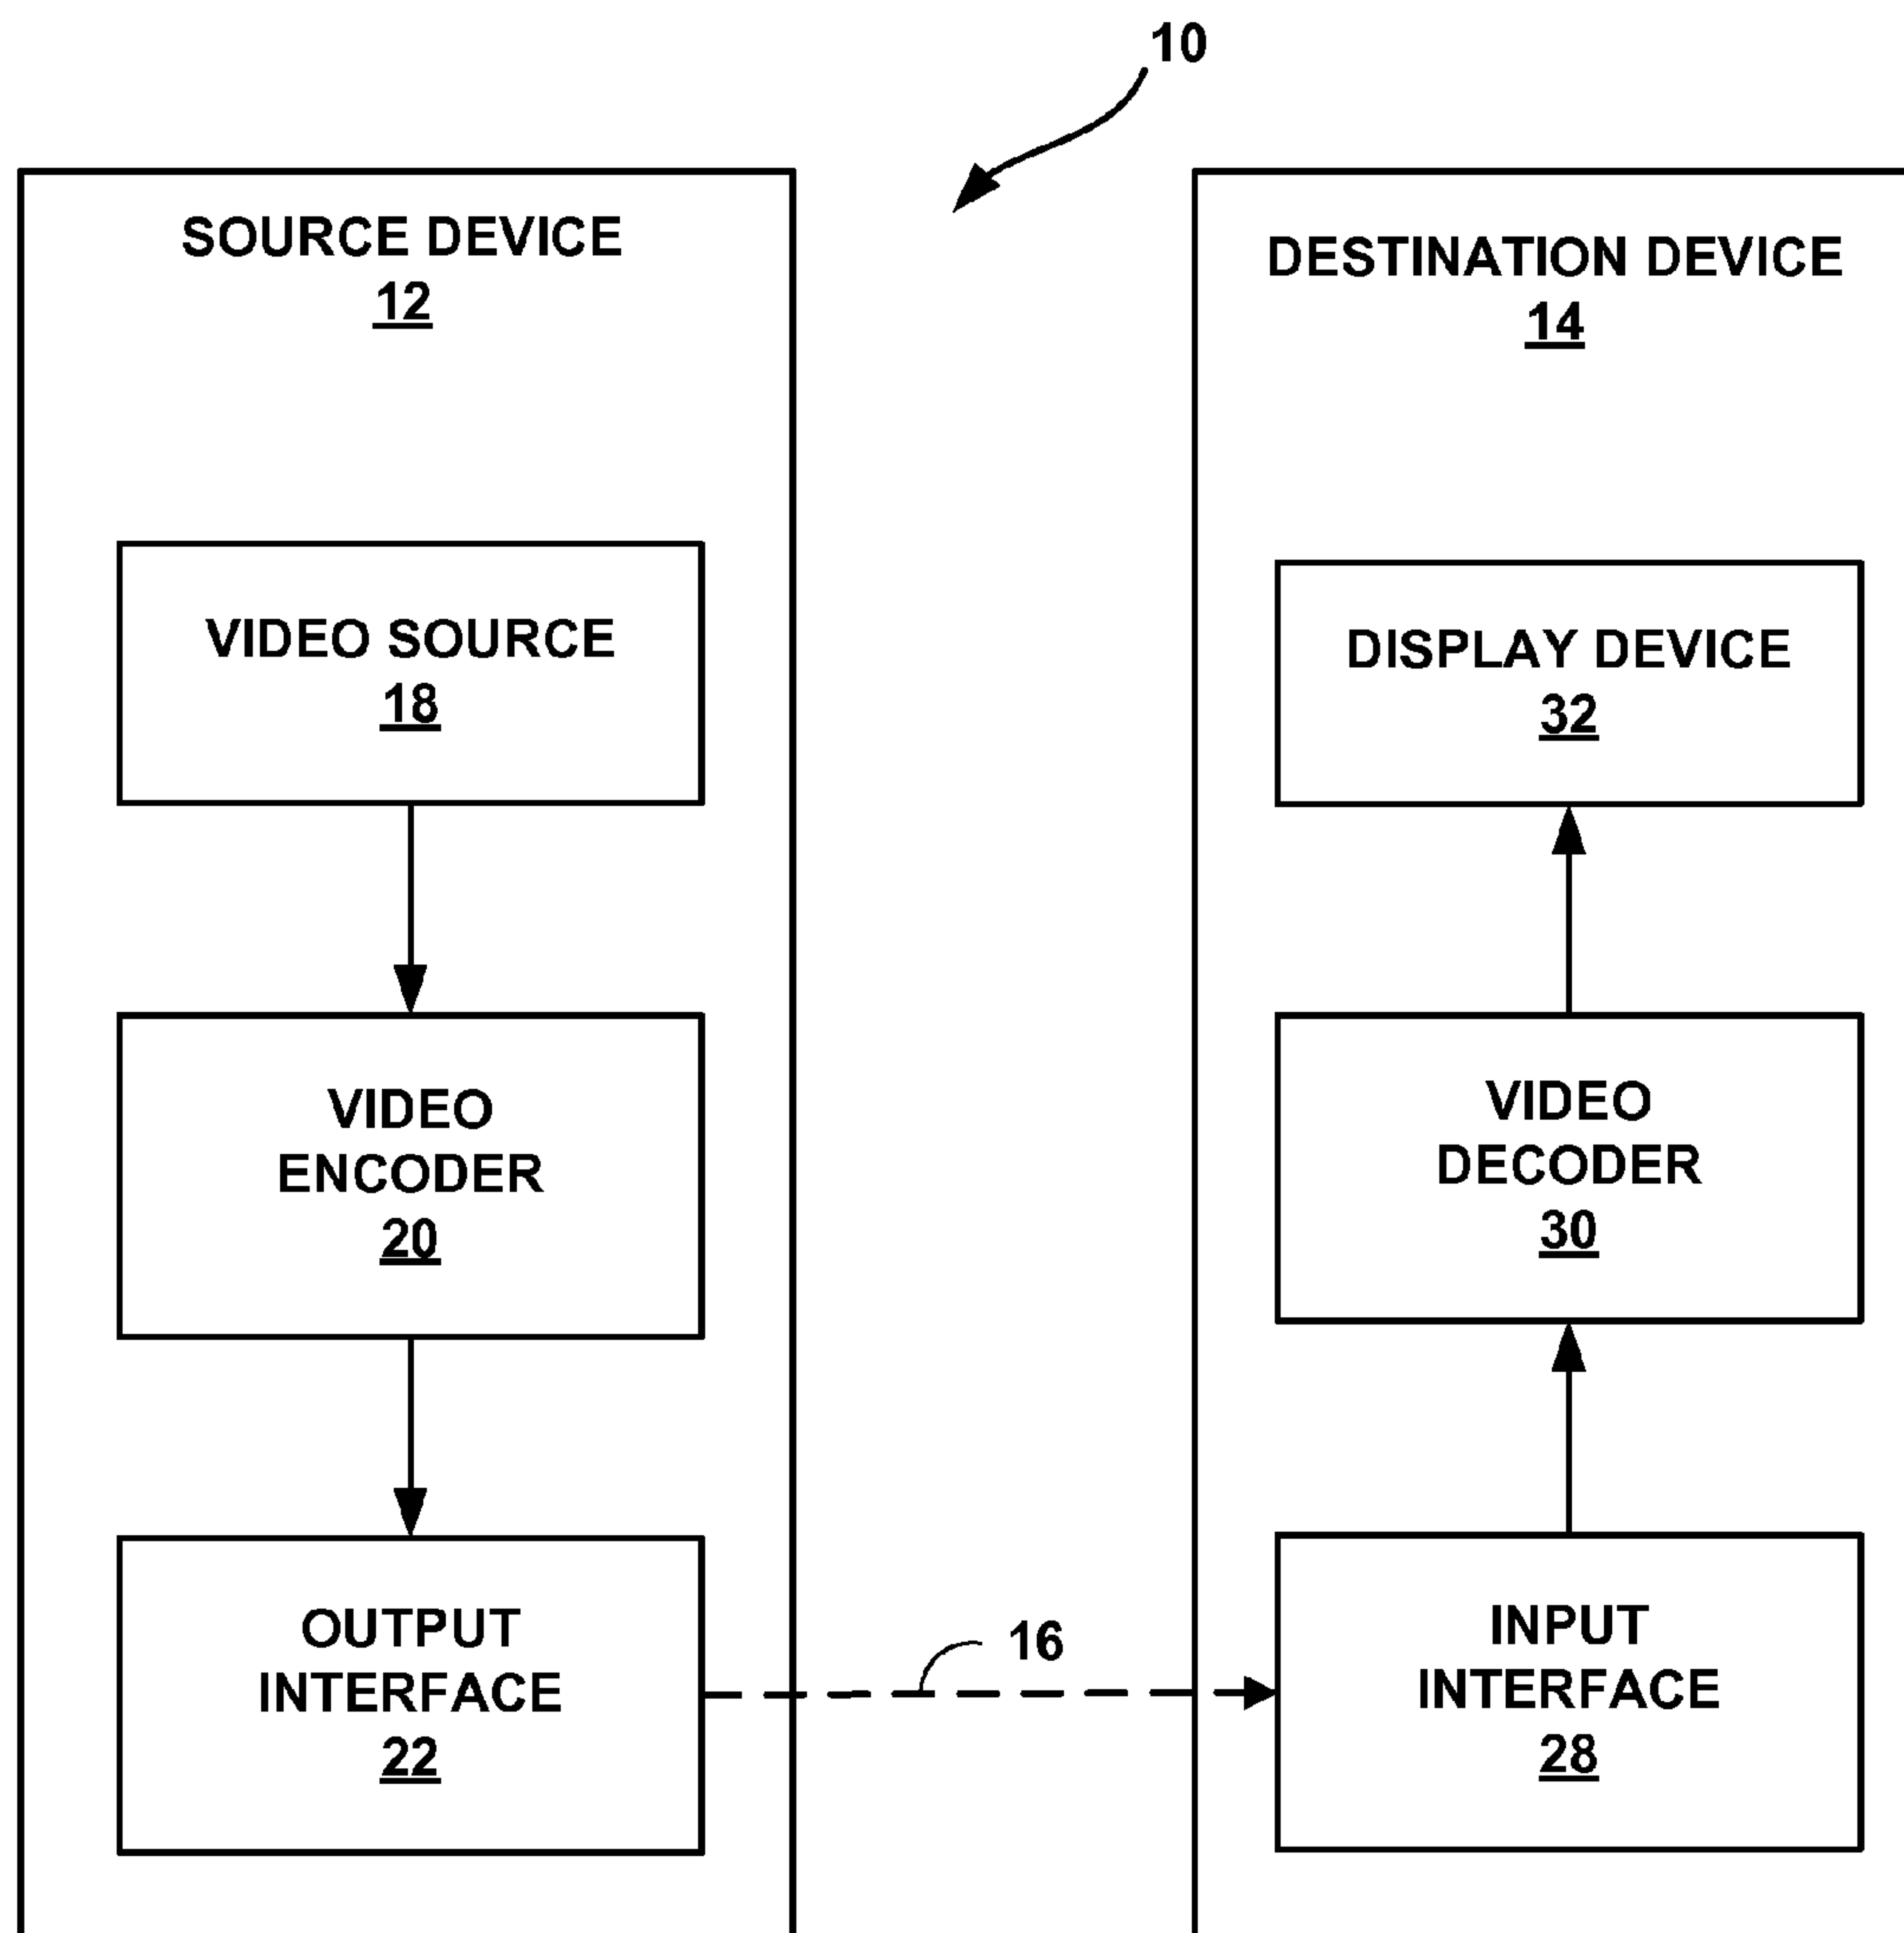 10
SOURCE DEVICE
12
VIDEO SOURCE
18
VIDEO
ENCODER
20
OUTPUT
INTERFACE
22
16
DESTINATION DEVICE
14
DISPLAY DEVICE
32
VIDEO
DECODER
30
INPUT
INTERFACE
28